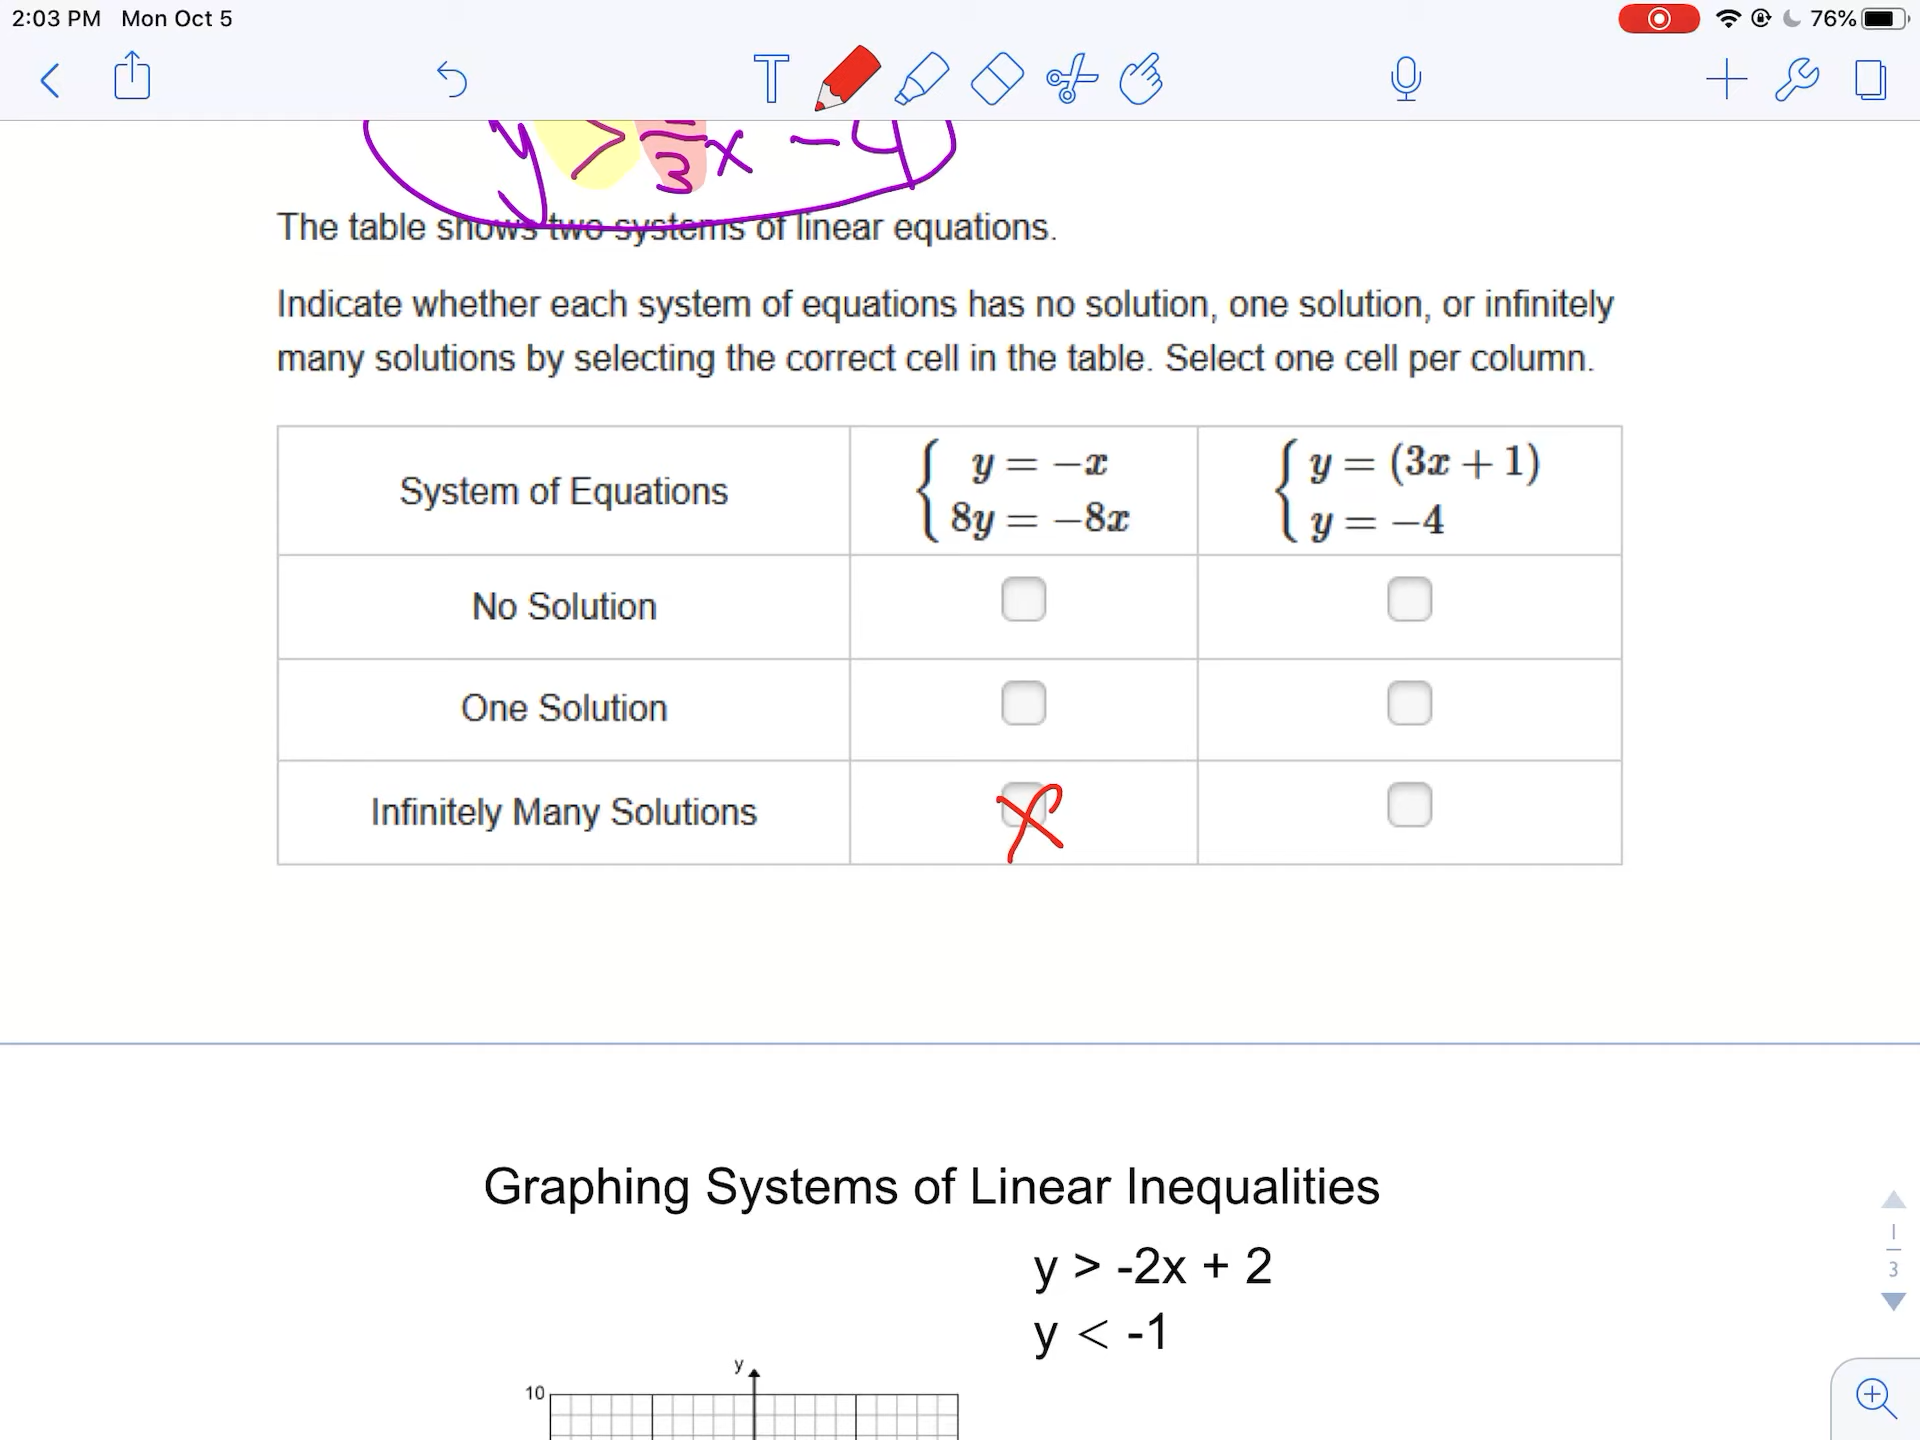 2:03 PM Mon Oct 5
76%
T
y > /3 x - 4
The table shows two systems of linear equations.
Indicate whether each system of equations has no solution, one solution, or infinitely
many solutions by selecting the correct cell in the table. Select one cell per column.
System of Equations
y = −x
8y = −8x
y = (3x + 1)
y = −4
No Solution
One Solution
Infinitely Many Solutions
X
Graphing Systems of Linear Inequalities
y > -2x + 2
y < -1
1
3
y
10